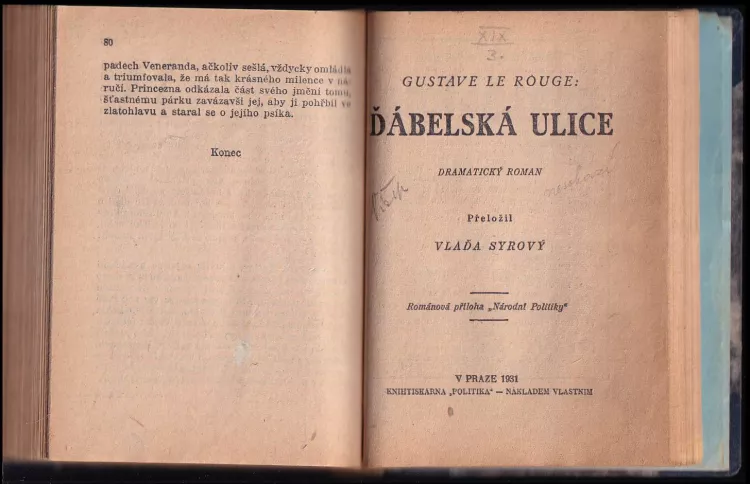 80
padech Veneranda, ačkoliv sešlá, vždycky omládla
a triumfovala, že má tak krásného milence v ná
ručí. Princezna odkázala část svého jmění tomu
šťastnému párku zavázavši jej, aby ji pohřbil ve
zlatohlavu a staral se o jejího psíka.
Konec
XIX
3.
GUSTAVE LE ROUGE:
ĎÁBELSKÁ ULICE
DRAMATICKÝ ROMAN
Přeložil
VLAĎA SYROVÝ
Románová příloha „Národní Politiky“
V PRAZE 1931
KNIHTISKÁRNA „POLITIKA“ — NÁKLADEM VLASTNÍM